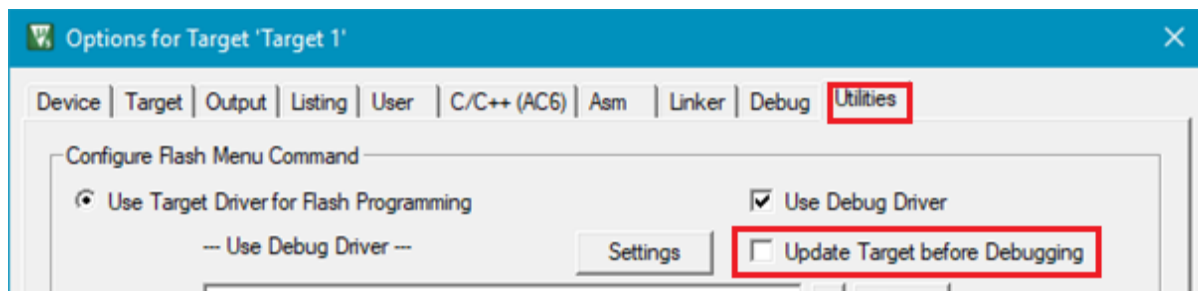 Options for Target 'Target 1'
Device Target Output Listing User C/C++ (AC6) Asm Linker Debug Utilities
Configure Flash Menu Command
Use Target Driver for Flash Programming Use Debug Driver
--- Use Debug Driver --- Settings Update Target before Debugging